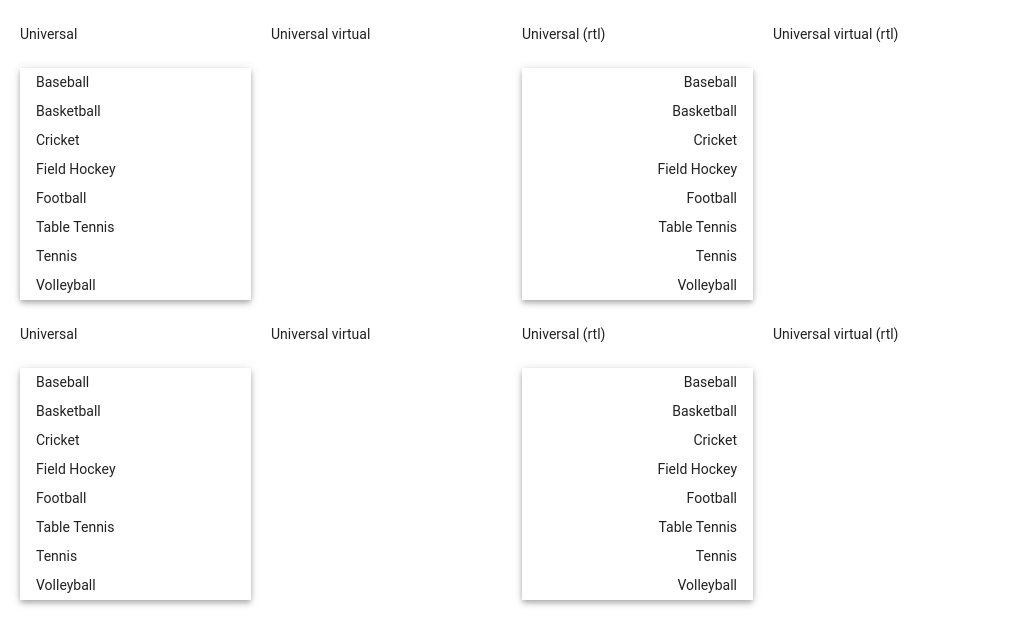 Universal
Universal virtual
Universal (rtl)
Universal virtual (rtl)
Baseball
Basketball
Cricket
Field Hockey
Football
Table Tennis
Tennis
Volleyball
Baseball
Basketball
Cricket
Field Hockey
Football
Table Tennis
Tennis
Volleyball
Universal
Universal virtual
Universal (rtl)
Universal virtual (rtl)
Baseball
Basketball
Cricket
Field Hockey
Football
Table Tennis
Tennis
Volleyball
Baseball
Basketball
Cricket
Field Hockey
Football
Table Tennis
Tennis
Volleyball